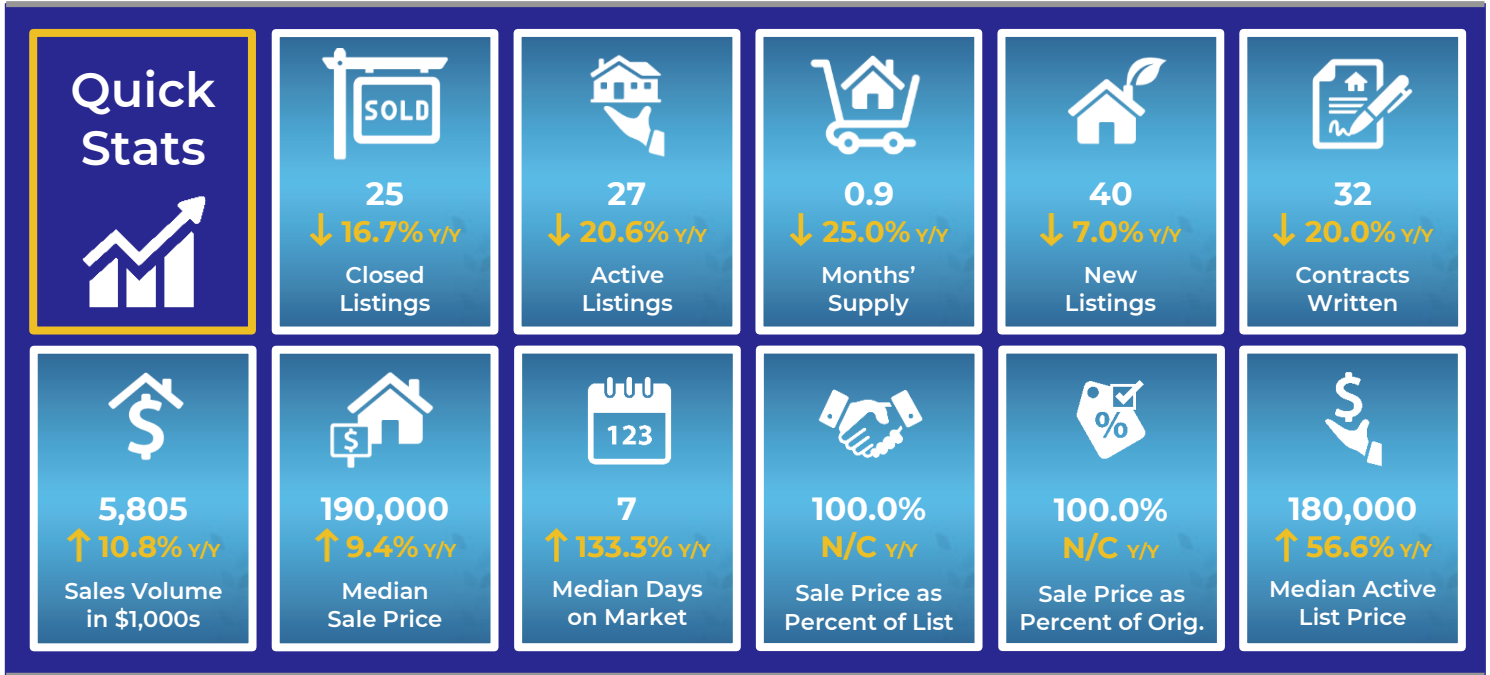 Quick
Stats
SOLD
25
↓ 16.7% Y/Y
Closed
Listings
27
↓ 20.6% Y/Y
Active
Listings
0.9
↓ 25.0% Y/Y
Months’
Supply
40
↓ 7.0% Y/Y
New
Listings
32
↓ 20.0% Y/Y
Contracts
Written
$
5,805
↑ 10.8% Y/Y
Sales Volume
in $1,000s
$
190,000
↑ 9.4% Y/Y
Median
Sale Price
123
7
↑ 133.3% Y/Y
Median Days
on Market
100.0%
N/C Y/Y
Sale Price as
Percent of List
%
100.0%
N/C Y/Y
Sale Price as
Percent of Orig.
$
180,000
↑ 56.6% Y/Y
Median Active
List Price